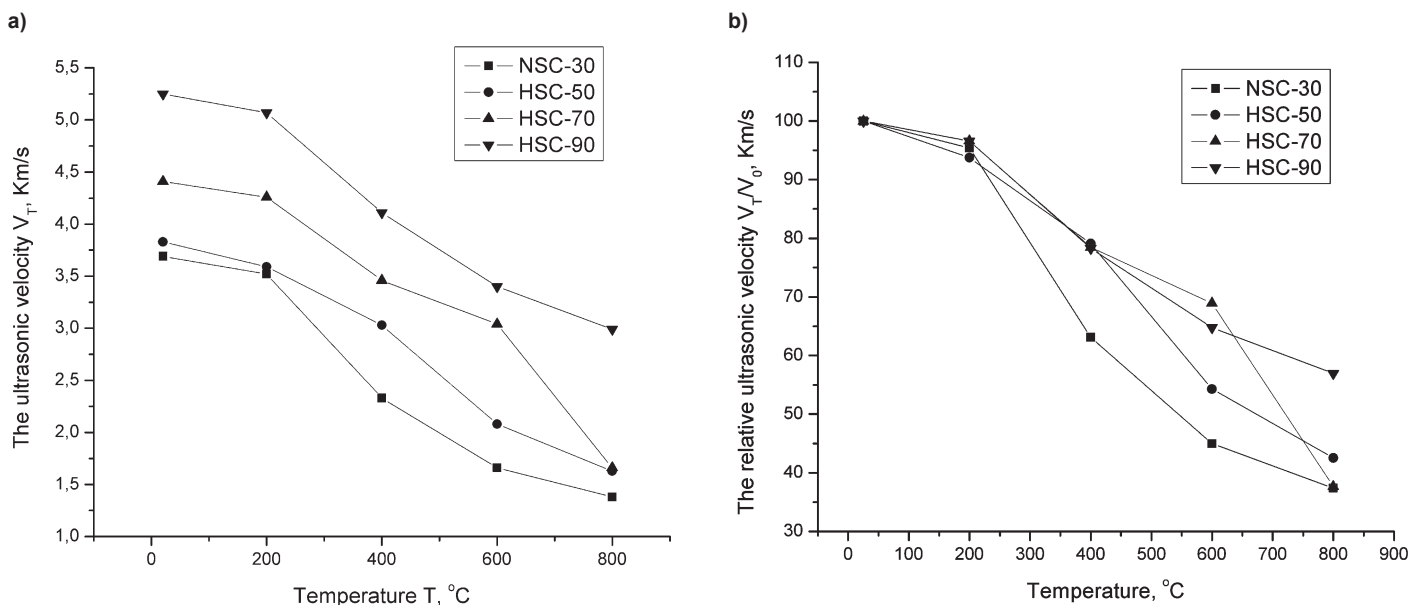 a)
NSC-30
HSC-50
HSC-70
HSC-90
The ultrasonic velocity V_T, Km/s
5,5
5,0
4,5
4,0
3,5
3,0
2,5
2,0
1,5
1,0
0 200 400 600 800
Temperature T, °C
b)
NSC-30
HSC-50
HSC-70
HSC-90
The relative ultrasonic velocity V_T/V_0, Km/s
110
100
90
80
70
60
50
40
30
0 100 200 300 400 500 600 700 800 900
Temperature, °C